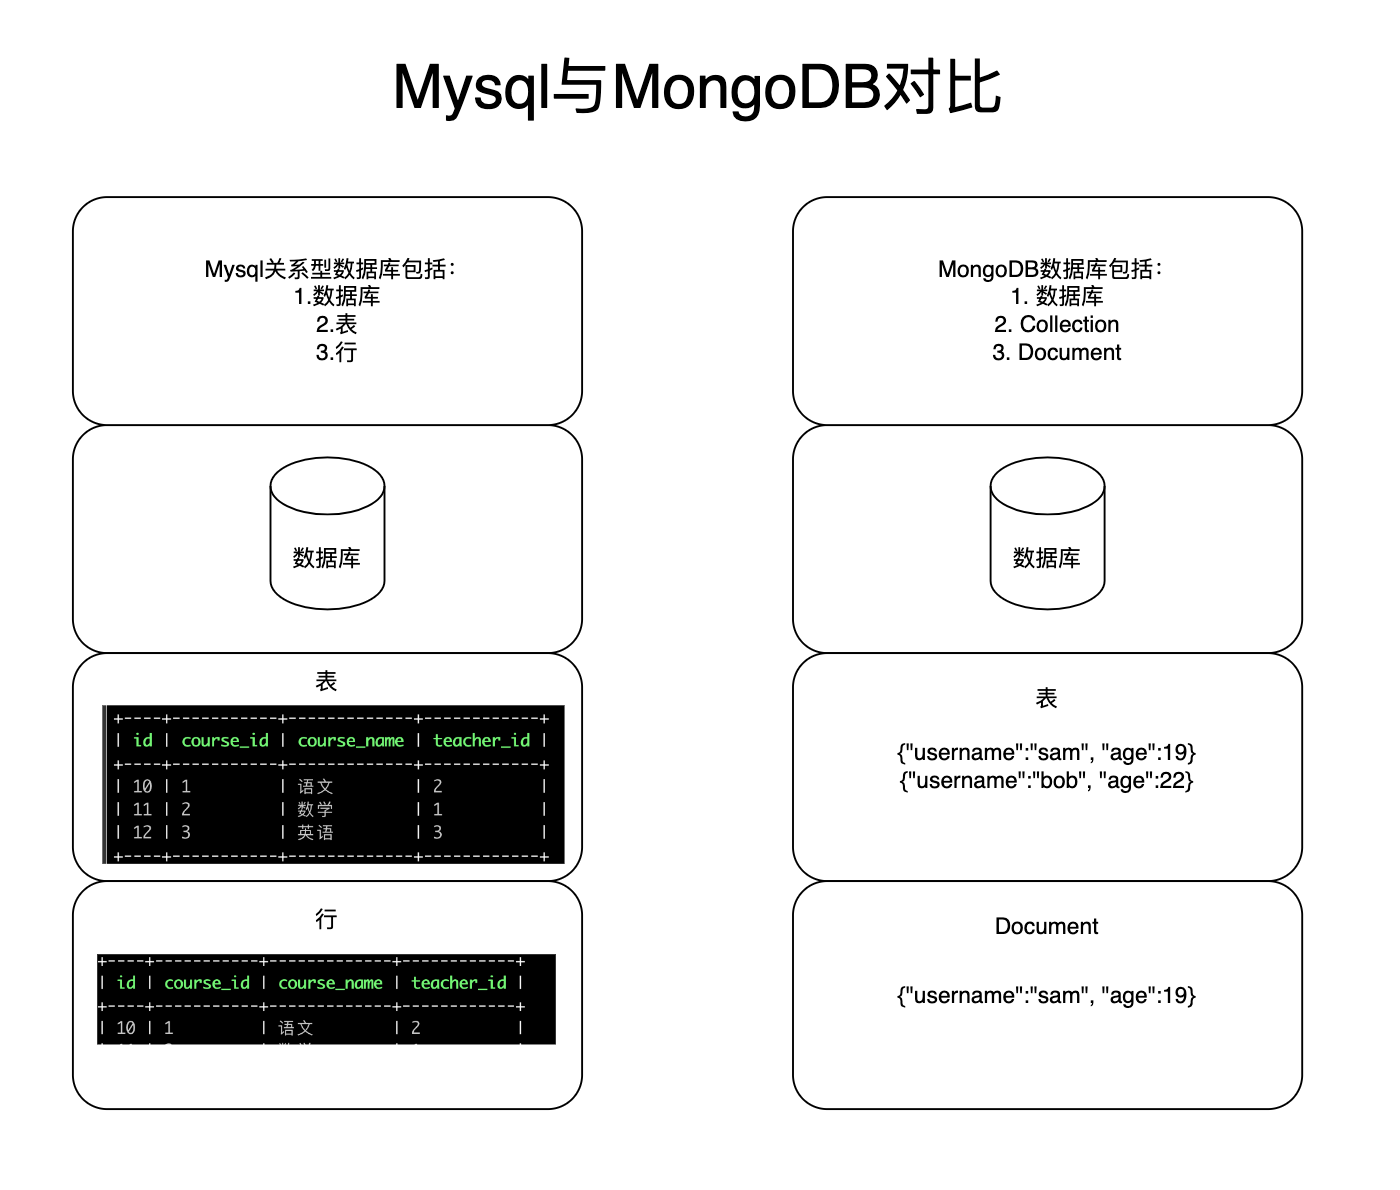 Mysql与MongoDB对比
Mysql关系型数据库包括：
1.数据库
2.表
3.行
数据库
表
+----+-----------+-------------+------------+
| id | course_id | course_name | teacher_id |
+----+-----------+-------------+------------+
| 10 | 1 | 语文 | 2 |
| 11 | 2 | 数学 | 1 |
| 12 | 3 | 英语 | 3 |
+----+-----------+-------------+------------+
行
+----+-----------+-------------+------------+
| id | course_id | course_name | teacher_id |
+----+-----------+-------------+------------+
| 10 | 1 | 语文 | 2 |
MongoDB数据库包括：
1. 数据库
2. Collection
3. Document
数据库
表
{"username":"sam", "age":19}
{"username":"bob", "age":22}
Document
{"username":"sam", "age":19}